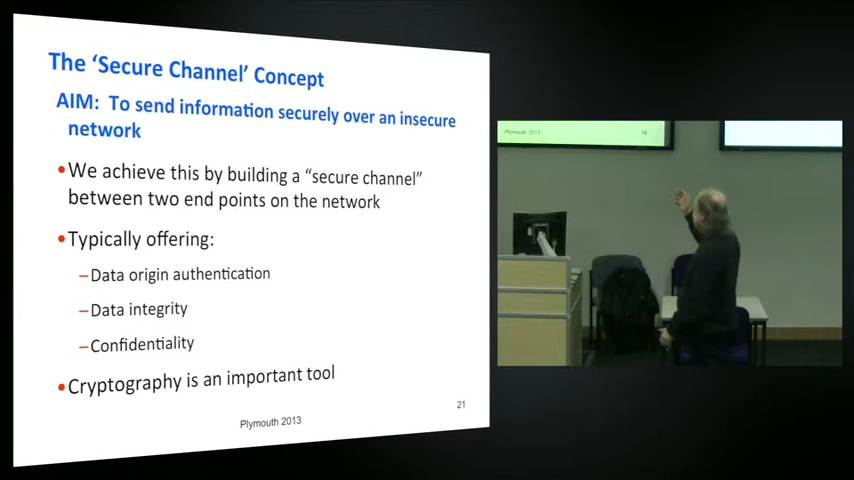 The ‘Secure Channel’ Concept
AIM: To send information securely over an insecure
network
•We achieve this by building a “secure channel”
between two end points on the network
•Typically offering:
–Data origin authentication
–Data integrity
–Confidentiality
•Cryptography is an important tool
21
Plymouth 2013
Plymouth 2013